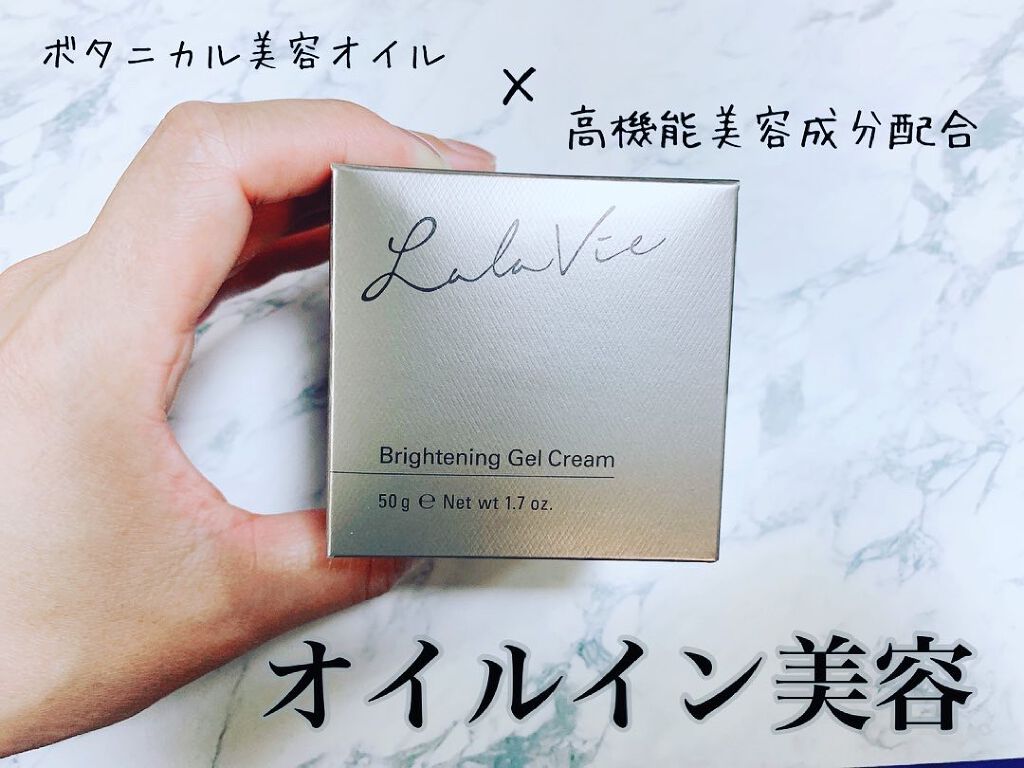 ボタニカル美容オイル
×
高機能美容成分配合
LalaVie
Brightening Gel Cream
50g ℮ Net wt 1.7 oz.
オイルイン美容